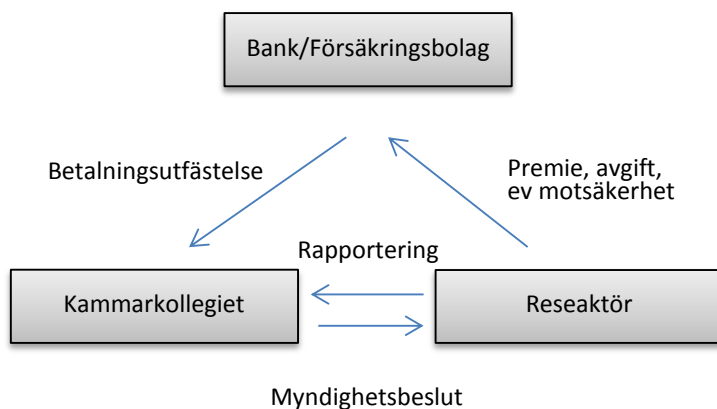 Bank/Försäkringsbolag
Betalningsutfästelse
Premie, avgift,
ev motsäkerhet
Rapportering
Kammarkollegiet
Reseaktör
Myndighetsbeslut